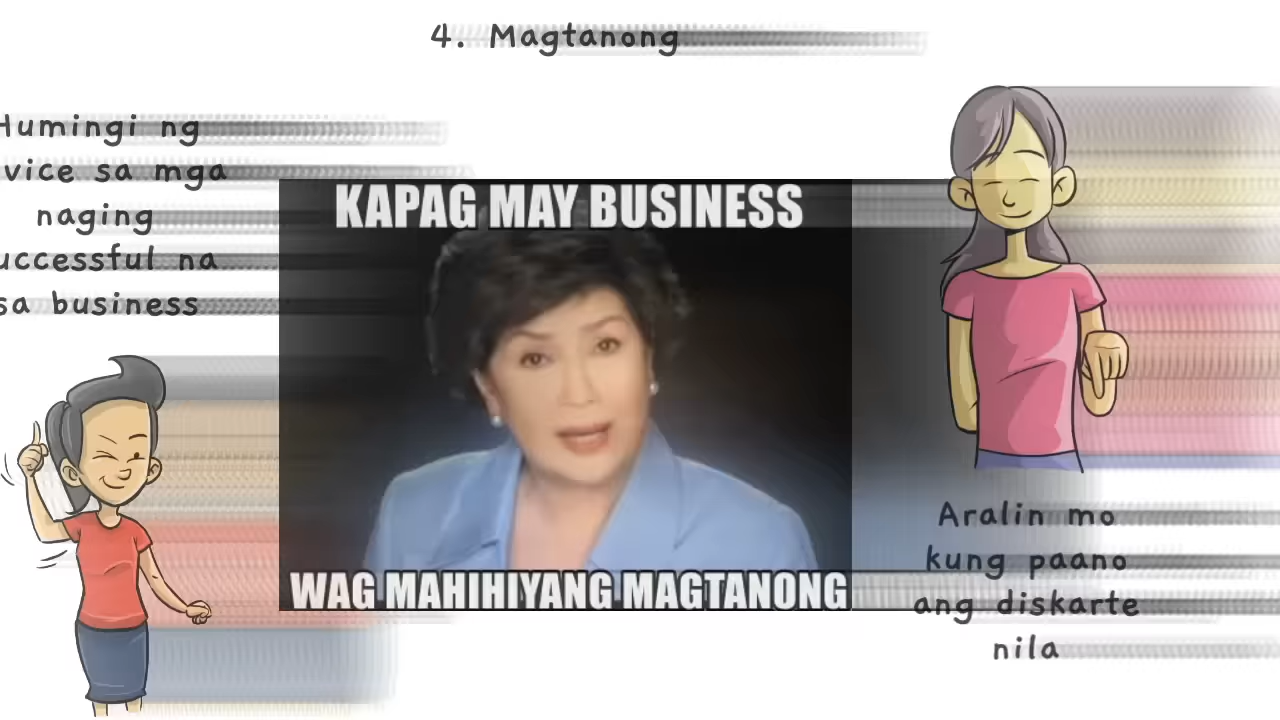 4. Magtanong
Humingi ng
vice sa mga
naging
uccessful na
sa business
KAPAG MAY BUSINESS
WAG MAHIHIYANG MAGTANONG
Aralin mo
kung paano
ang diskarte
nila